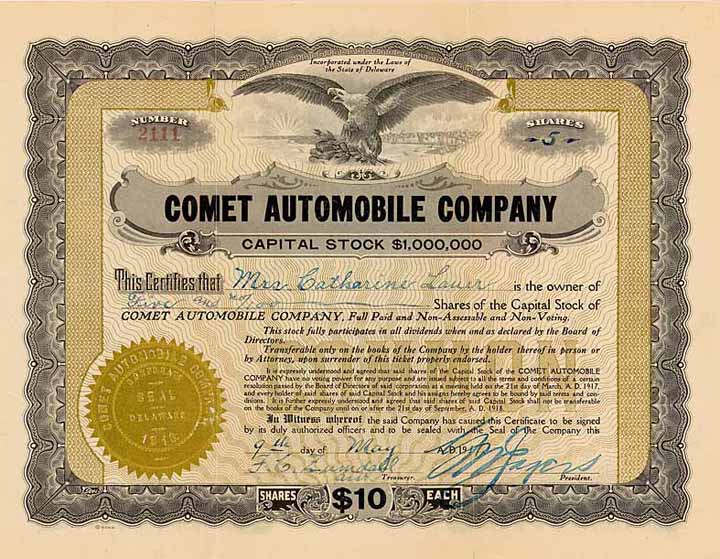 Incorporated under the Laws of
the State of Delaware
NUMBER
2111
SHARES
5
COMET AUTOMOBILE COMPANY
CAPITAL STOCK $1,000,000
This Certifies that Mrs. Catharine Lauer is the owner of
Five and no/100 Shares of the Capital Stock of
COMET AUTOMOBILE COMPANY, Full Paid and Non-Assessable and Non-Voting.
This stock fully participates in all dividends when and as declared by the Board of
Directors.
Transferable only on the books of the Company by the holder thereof in person or
by Attorney, upon surrender of this ticket properly endorsed.
It is expressly understood and agreed that said shares of the Capital Stock of the COMET AUTOMOBILE
COMPANY have no voting power for any purpose and are issued subject to all the terms and conditions of a certain
resolution passed by the Board of Directors of said corporation at a meeting held on the 21st day of March, A. D. 1917,
and every holder of said shares of said Capital Stock and his assigns hereby agrees to be bound by said terms and con-
ditions. It is further expressly understood and agreed that said shares of said Capital Stock shall not be transferable
on the books of the Company until on or after the 21st day of September, A. D. 1918.
In Witness whereof the said Company has caused this Certificate to be signed
by its duly authorized officers and to be sealed with the Seal of the Company this
9th day of May A.D. 191
Treasurer.
President.
COMET AUTOMOBILE COMPANY
CORPORATE
SEAL
DELAWARE
SHARES $10 EACH